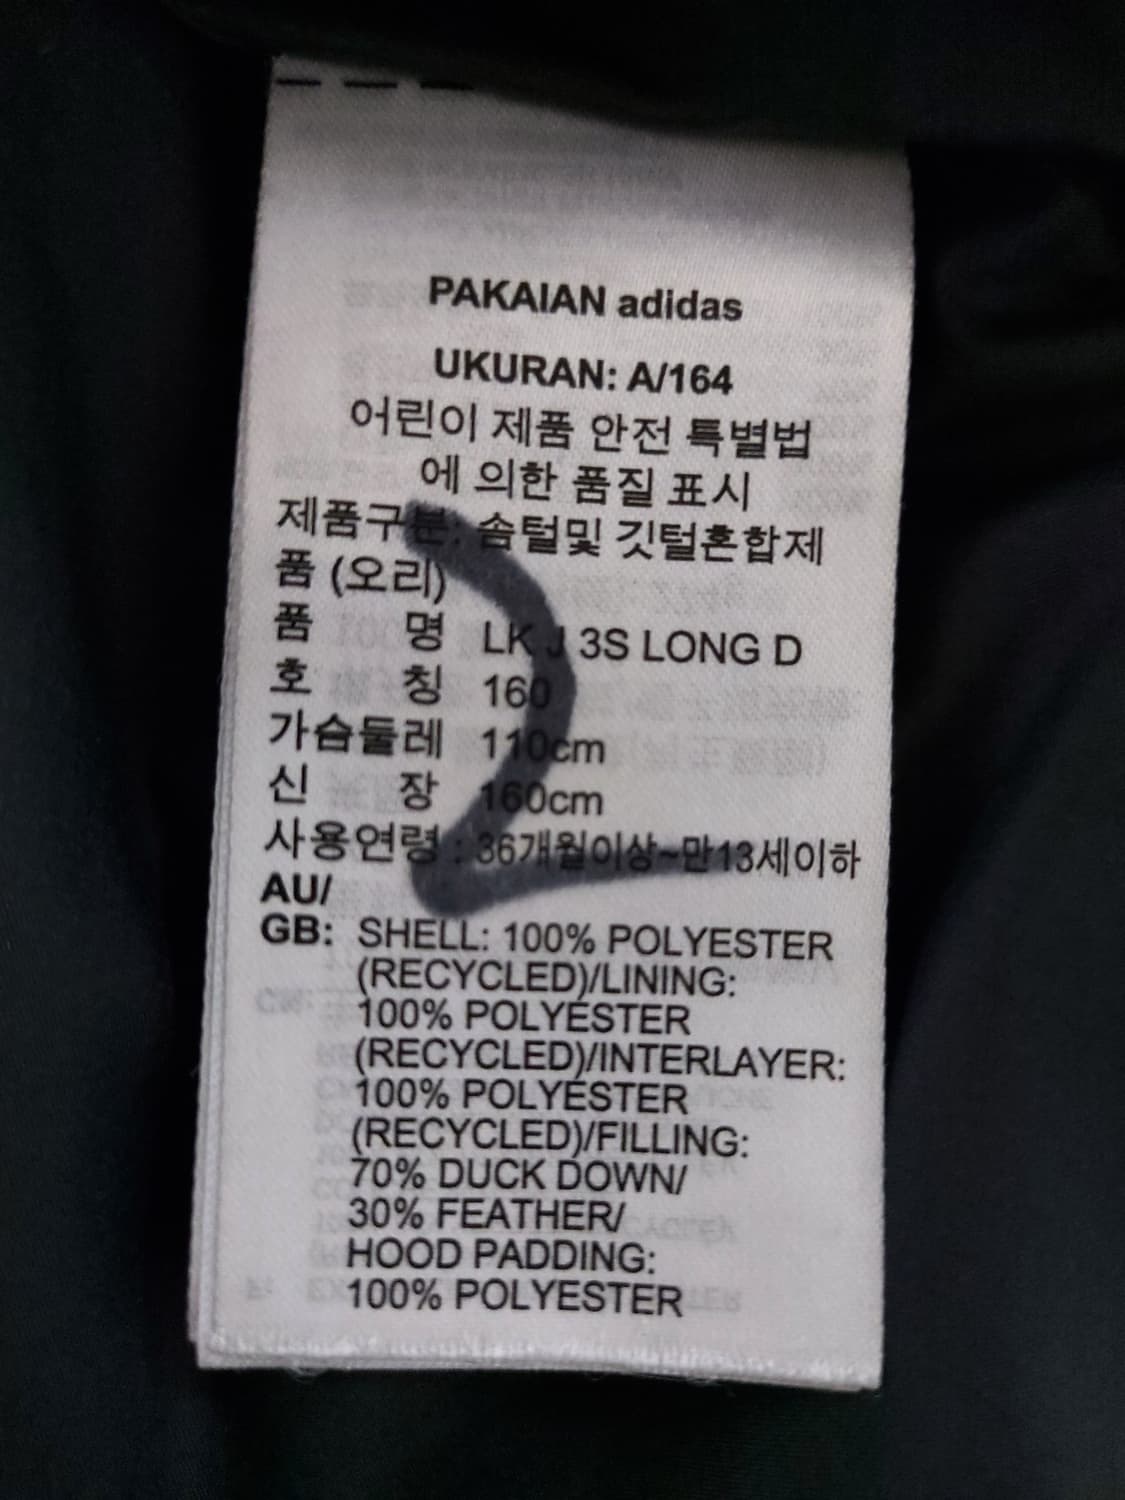 PAKAIAN adidas
UKURAN: A/164
어린이 제품 안전 특별법
에 의한 품질 표시
제품구분: 솜털및 깃털혼합제
품 (오리)
품 명 LK J 3S LONG D
호 칭 160
가슴둘레 110cm
신 장 160cm
사용연령 : 36개월이상~만13세이하
AU/
GB: SHELL: 100% POLYESTER
(RECYCLED)/LINING:
100% POLYESTER
(RECYCLED)/INTERLAYER:
100% POLYESTER
(RECYCLED)/FILLING:
70% DUCK DOWN/
30% FEATHER/
HOOD PADDING:
100% POLYESTER